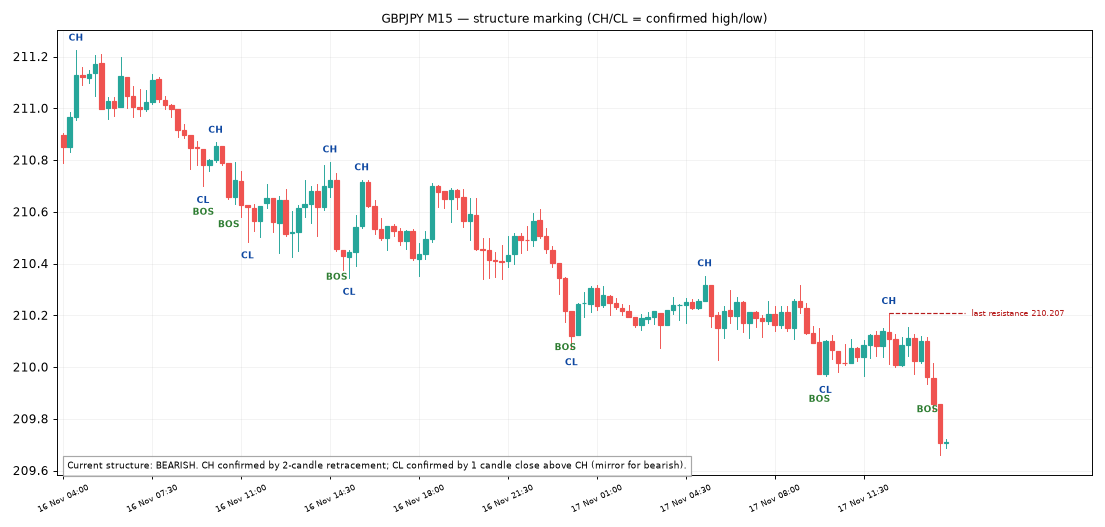 GBPJPY M15 — structure marking (CH/CL = confirmed high/low)
211.2
211.0
210.8
210.6
210.4
210.2
210.0
209.8
209.6
CH
CH
CL
BOS
BOS
CL
CH
CH
BOS
CL
BOS
CL
CH
CL
BOS
CH
last resistance 210.207
BOS
Current structure: BEARISH. CH confirmed by 2-candle retracement; CL confirmed by 1 candle close above CH (mirror for bearish).
16 Nov 04:00
16 Nov 07:30
16 Nov 11:00
16 Nov 14:30
16 Nov 18:00
16 Nov 21:30
17 Nov 01:00
17 Nov 04:30
17 Nov 08:00
17 Nov 11:30